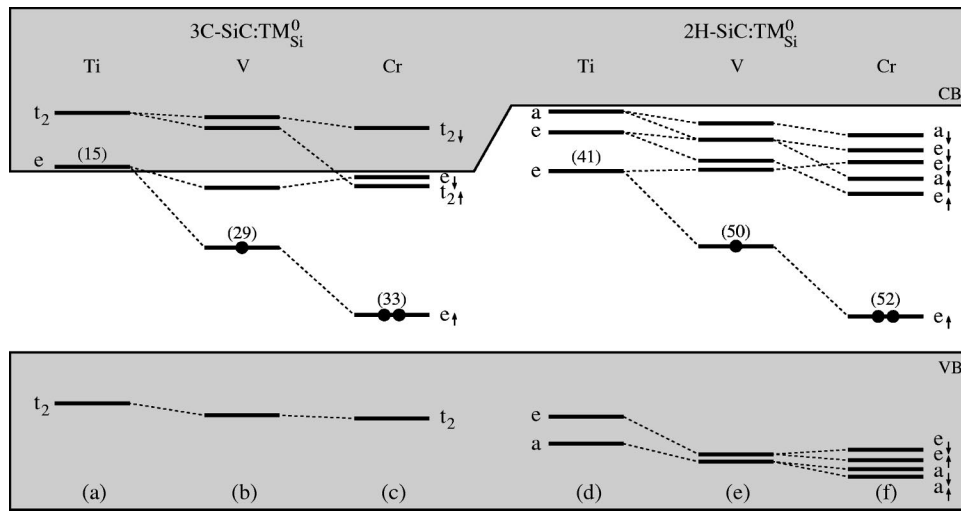 3C-SiC:TM⁰Si 2H-SiC:TM⁰Si
Ti V Cr Ti V Cr
CB
t₂ a
t₂↓ e a↓
e (15) e (41) e↓
e↓ e↓
t₂↑ a↑
e↑
(29) (50)
(33) (52)
e↑ e↑
VB
t₂ t₂ e
a e↓
e↑
a↓
a↑
(a) (b) (c) (d) (e) (f)